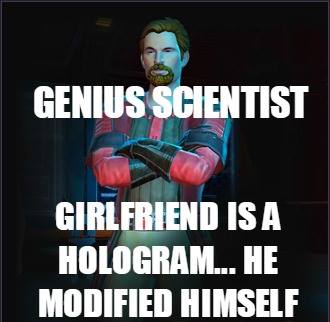 GENIUS SCIENTIST
GIRLFRIEND IS A
HOLOGRAM... HE
MODIFIED HIMSELF